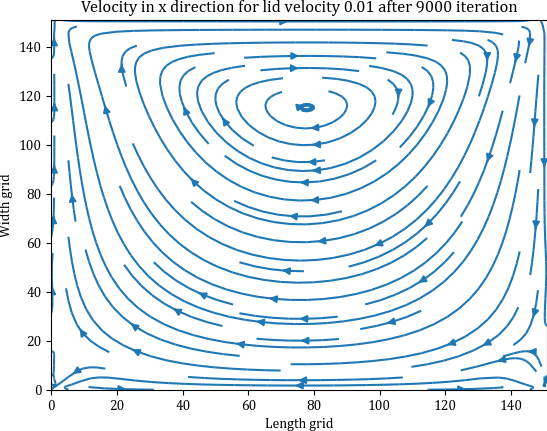 Velocity in x direction for lid velocity 0.01 after 9000 iteration
140
120
100
80
60
40
20
0
Width grid
0 20 40 60 80 100 120 140
Length grid